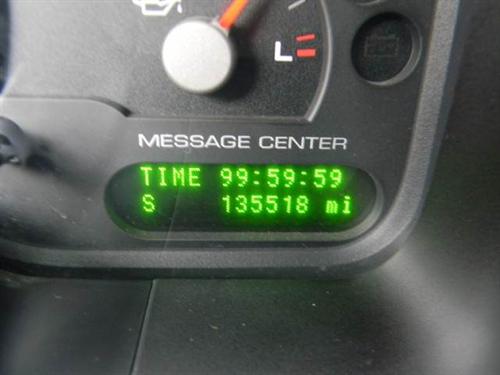 L
MESSAGE CENTER
TIME 99:59:59
S 135518 mi